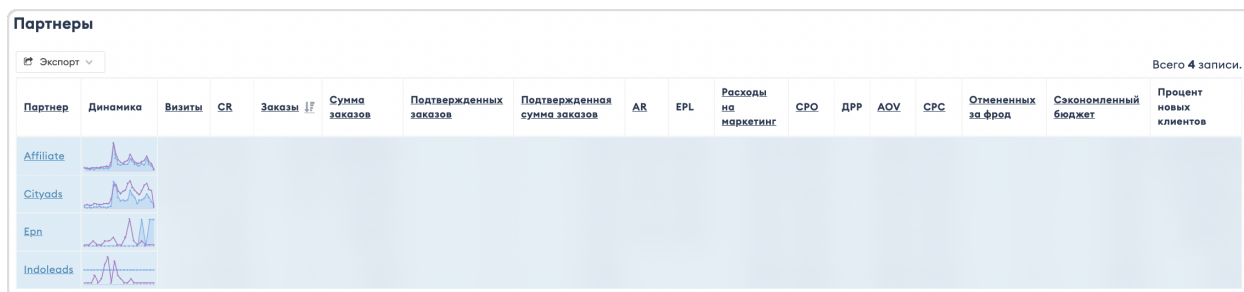 Партнеры
Экспорт
Всего 4 записи.
Партнер Динамика Визиты CR Заказы Сумма заказов Подтвержденных заказов Подтвержденная сумма заказов AR EPL Расходы на маркетинг CPO ДРР AOV CPC Отмененных за фрод Сэкономленный бюджет Процент новых клиентов
Affiliate
Cityads
Epn
Indoleads